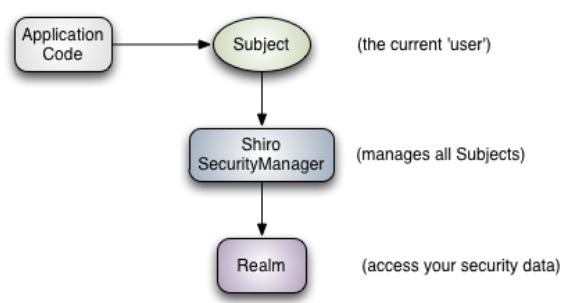 Application
Code
Subject
(the current 'user')
Shiro
SecurityManager
(manages all Subjects)
Realm
(access your security data)